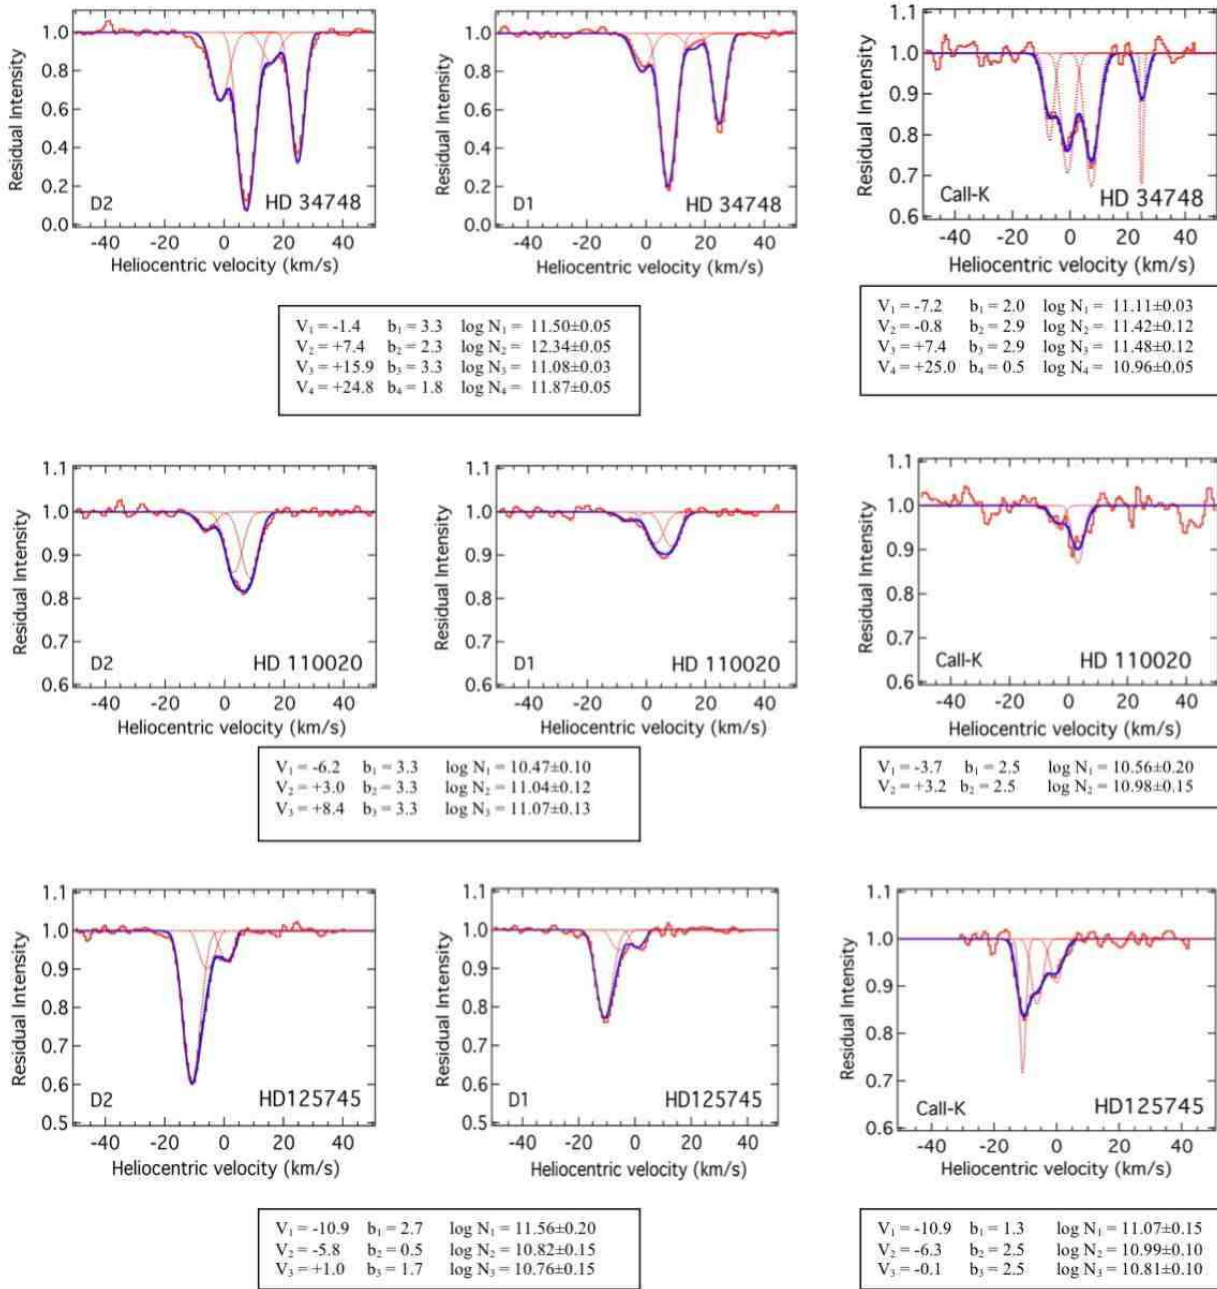 Residual Intensity
1.0
0.8
0.6
0.4
0.2
0.0
D2
HD 34748
-40 -20 0 20 40
Heliocentric velocity (km/s)
Residual Intensity
1.0
0.8
0.6
0.4
0.2
0.0
D1
HD 34748
-40 -20 0 20 40
Heliocentric velocity (km/s)
Residual Intensity
1.1
1.0
0.9
0.8
0.7
0.6
CaII-K
HD 34748
-40 -20 0 20 40
Heliocentric velocity (km/s)
V₁ = -1.4 b₁ = 3.3 log N₁ = 11.50±0.05
V₂ = +7.4 b₂ = 2.3 log N₂ = 12.34±0.05
V₃ = +15.9 b₃ = 3.3 log N₃ = 11.08±0.03
V₄ = +24.8 b₄ = 1.8 log N₄ = 11.87±0.05
V₁ = -7.2 b₁ = 2.0 log N₁ = 11.11±0.03
V₂ = -0.8 b₂ = 2.9 log N₂ = 11.42±0.12
V₃ = +7.4 b₃ = 2.9 log N₃ = 11.48±0.12
V₄ = +25.0 b₄ = 0.5 log N₄ = 10.96±0.05
Residual Intensity
1.1
1.0
0.9
0.8
0.7
0.6
D2
HD 110020
-40 -20 0 20 40
Heliocentric velocity (km/s)
Residual Intensity
1.1
1.0
0.9
0.8
0.7
0.6
D1
HD 110020
-40 -20 0 20 40
Heliocentric velocity (km/s)
Residual Intensity
1.1
1.0
0.9
0.8
0.7
0.6
CaII-K
HD 110020
-40 -20 0 20 40
Heliocentric velocity (km/s)
V₁ = -6.2 b₁ = 3.3 log N₁ = 10.47±0.10
V₂ = +3.0 b₂ = 3.3 log N₂ = 11.04±0.12
V₃ = +8.4 b₃ = 3.3 log N₃ = 11.07±0.13
V₁ = -3.7 b₁ = 2.5 log N₁ = 10.56±0.20
V₂ = +3.2 b₂ = 2.5 log N₂ = 10.98±0.15
Residual Intensity
1.1
1.0
0.9
0.8
0.7
0.6
0.5
D2
HD125745
-40 -20 0 20 40
Heliocentric velocity (km/s)
Residual Intensity
1.1
1.0
0.9
0.8
0.7
0.6
0.5
D1
HD125745
-40 -20 0 20 40
Heliocentric velocity (km/s)
Residual Intensity
1.1
1.0
0.9
0.8
0.7
0.6
CaII-K
HD125745
-40 -20 0 20 40
Heliocentric velocity (km/s)
V₁ = -10.9 b₁ = 2.7 log N₁ = 11.56±0.20
V₂ = -5.8 b₂ = 0.5 log N₂ = 10.82±0.15
V₃ = +1.0 b₃ = 1.7 log N₃ = 10.76±0.15
V₁ = -10.9 b₁ = 1.3 log N₁ = 11.07±0.15
V₂ = -6.3 b₂ = 2.5 log N₂ = 10.99±0.10
V₃ = -0.1 b₃ = 2.5 log N₃ = 10.81±0.10